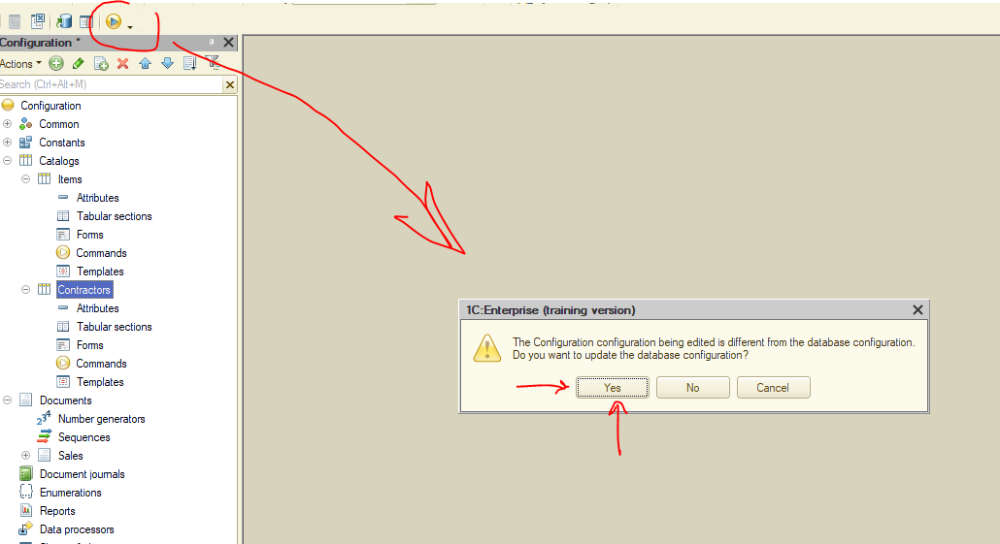 Configuration *
Actions
Search (Ctrl+Alt+M)
Configuration
Common
Constants
Catalogs
Items
Attributes
Tabular sections
Forms
Commands
Templates
Contractors
Attributes
Tabular sections
Forms
Commands
Templates
Documents
Number generators
Sequences
Sales
Document journals
Enumerations
Reports
Data processors
1C:Enterprise (training version)
The Configuration configuration being edited is different from the database configuration.
Do you want to update the database configuration?
Yes No Cancel